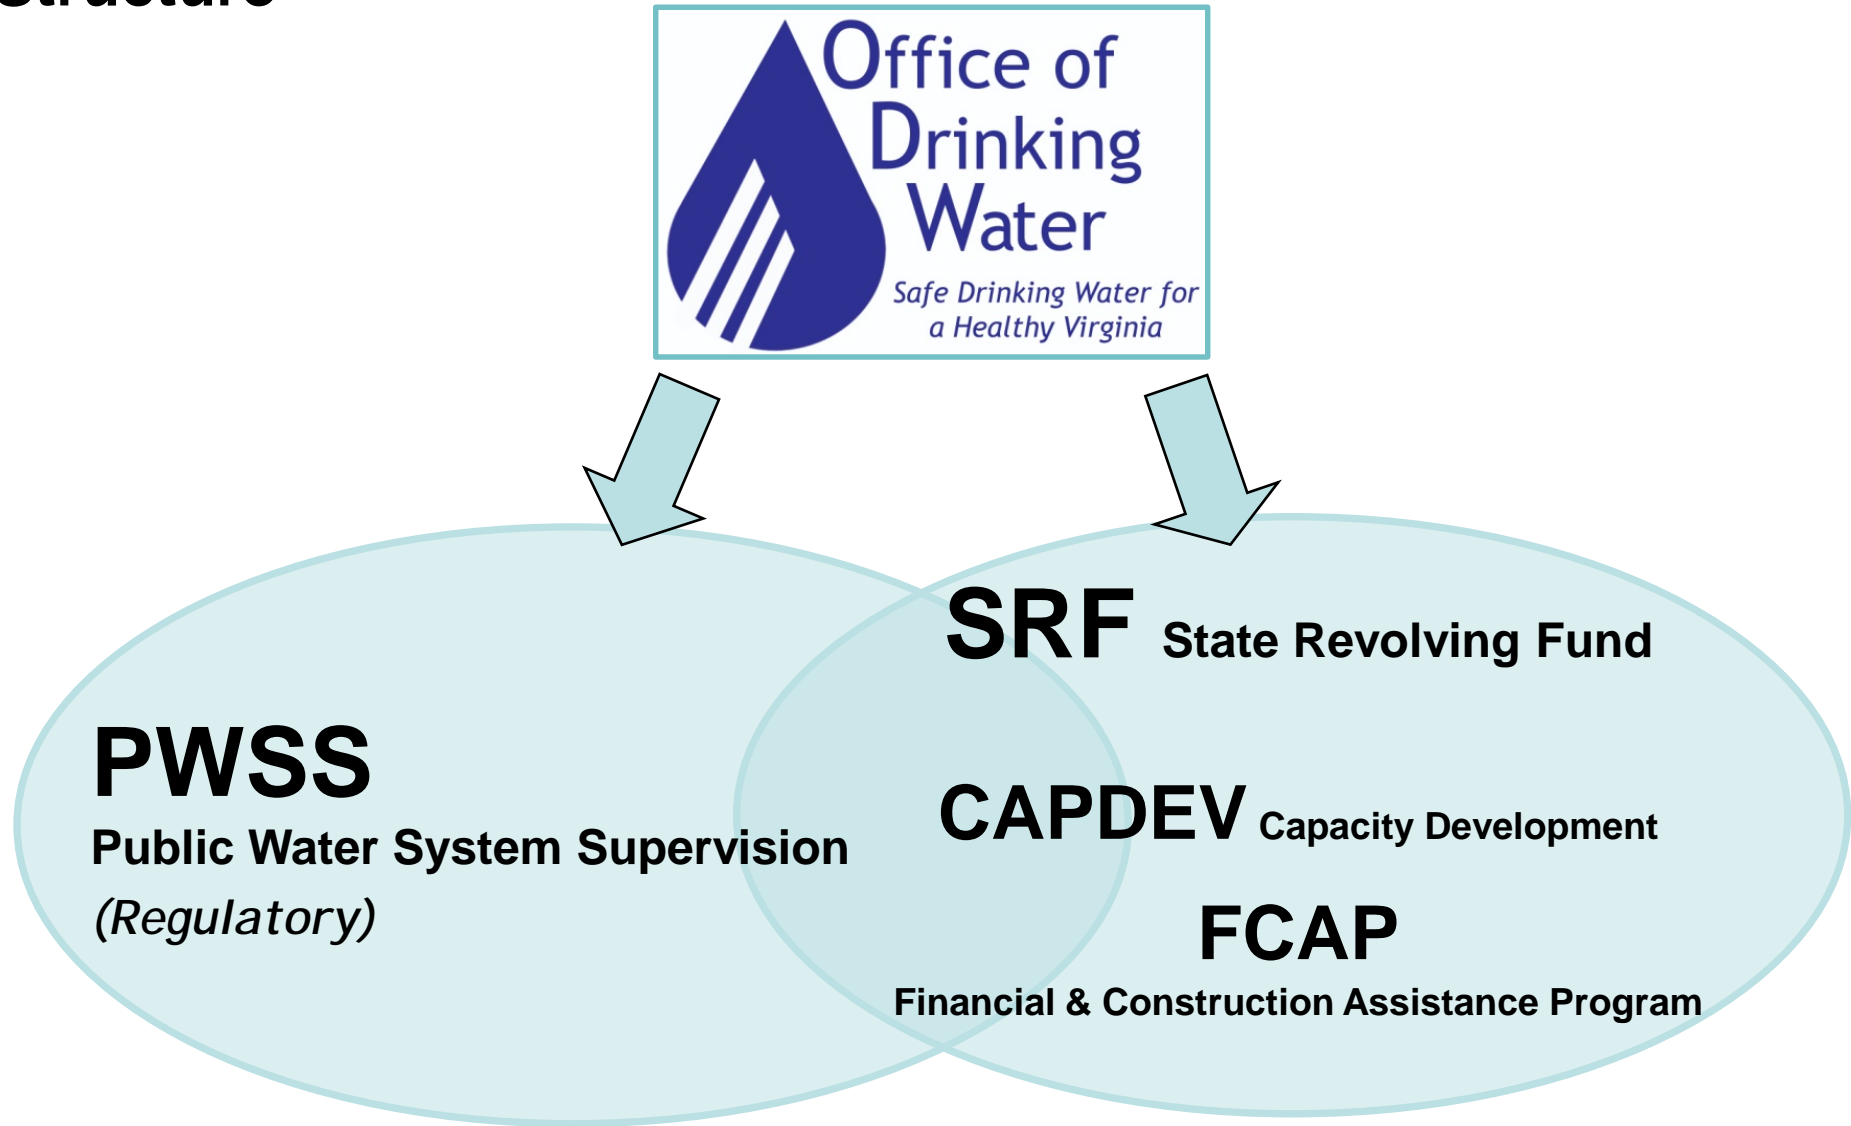 Structure
Office of
Drinking
Water
Safe Drinking Water for
a Healthy Virginia
SRF State Revolving Fund
PWSS
Public Water System Supervision
(Regulatory)
CAPDEV Capacity Development
FCAP
Financial & Construction Assistance Program